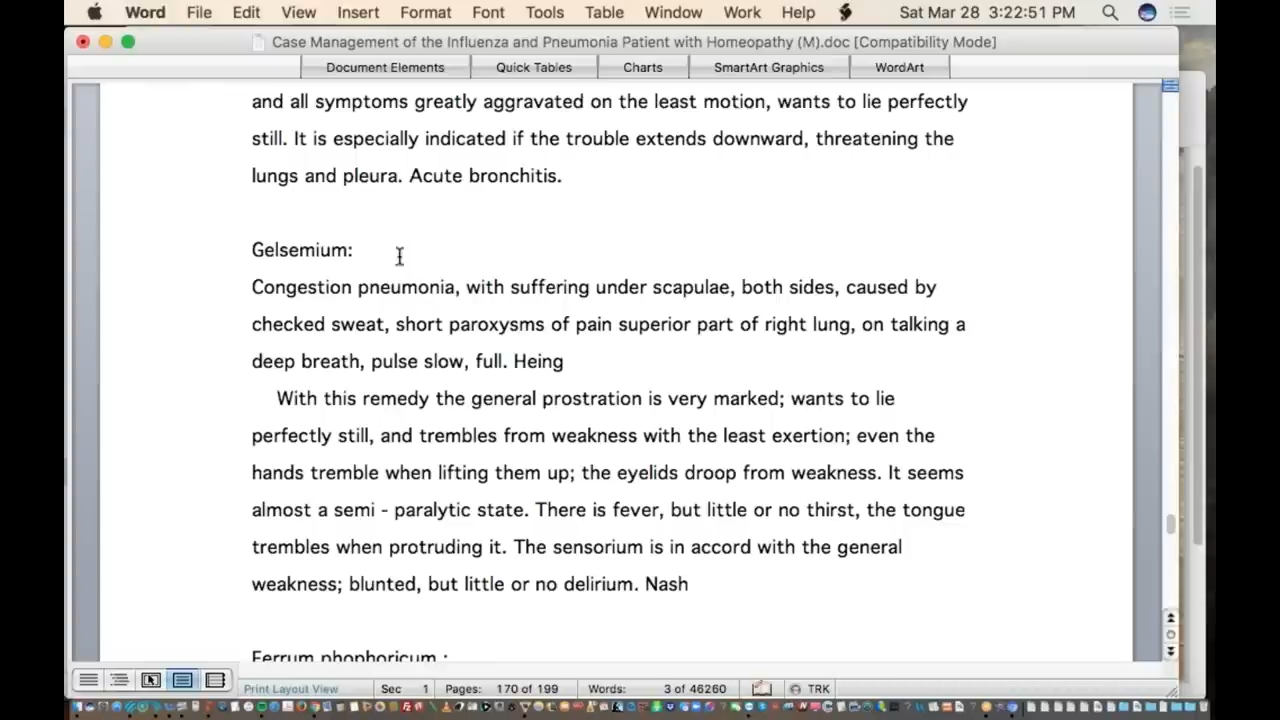 Word File Edit View Insert Format Font Tools Table Window Work Help Sat Mar 28 3:22:51 PM
Case Management of the Influenza and Pneumonia Patient with Homeopathy (M).doc [Compatibility Mode]
Document Elements Quick Tables Charts SmartArt Graphics WordArt
and all symptoms greatly aggravated on the least motion, wants to lie perfectly
still. It is especially indicated if the trouble extends downward, threatening the
lungs and pleura. Acute bronchitis.
Gelsemium:
Congestion pneumonia, with suffering under scapulae, both sides, caused by
checked sweat, short paroxysms of pain superior part of right lung, on talking a
deep breath, pulse slow, full. Heing
With this remedy the general prostration is very marked; wants to lie
perfectly still, and trembles from weakness with the least exertion; even the
hands tremble when lifting them up; the eyelids droop from weakness. It seems
almost a semi - paralytic state. There is fever, but little or no thirst, the tongue
trembles when protruding it. The sensorium is in accord with the general
weakness; blunted, but little or no delirium. Nash
Ferrum phophoricum :
Print Layout View Sec 1 Pages: 170 of 199 Words: 3 of 46260 TRK